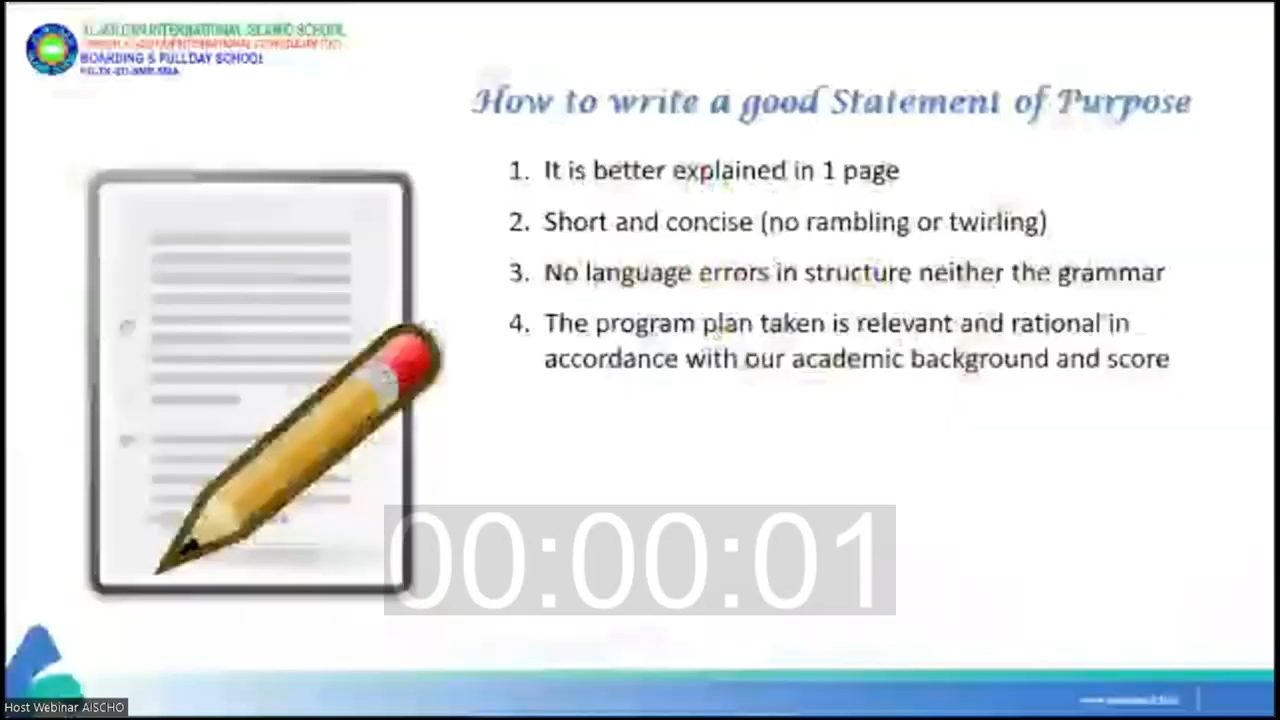 INTERNATIONAL ISLAMIC SCHOOL
BOARDING & FULLDAY SCHOOL
How to write a good Statement of Purpose
1. It is better explained in 1 page
2. Short and concise (no rambling or twirling)
3. No language errors in structure neither the grammar
4. The program plan taken is relevant and rational in
accordance with our academic background and score
00:00:01
Host Webinar AISCHO